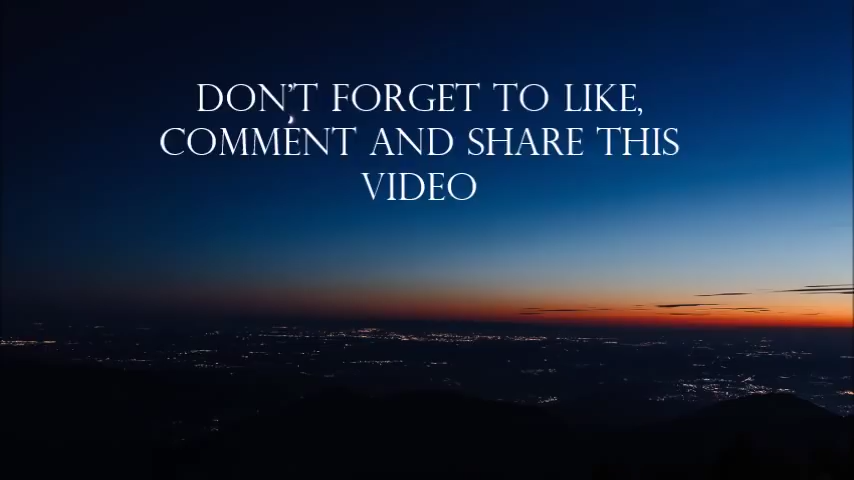 DON'T FORGET TO LIKE,
COMMENT AND SHARE THIS
VIDEO